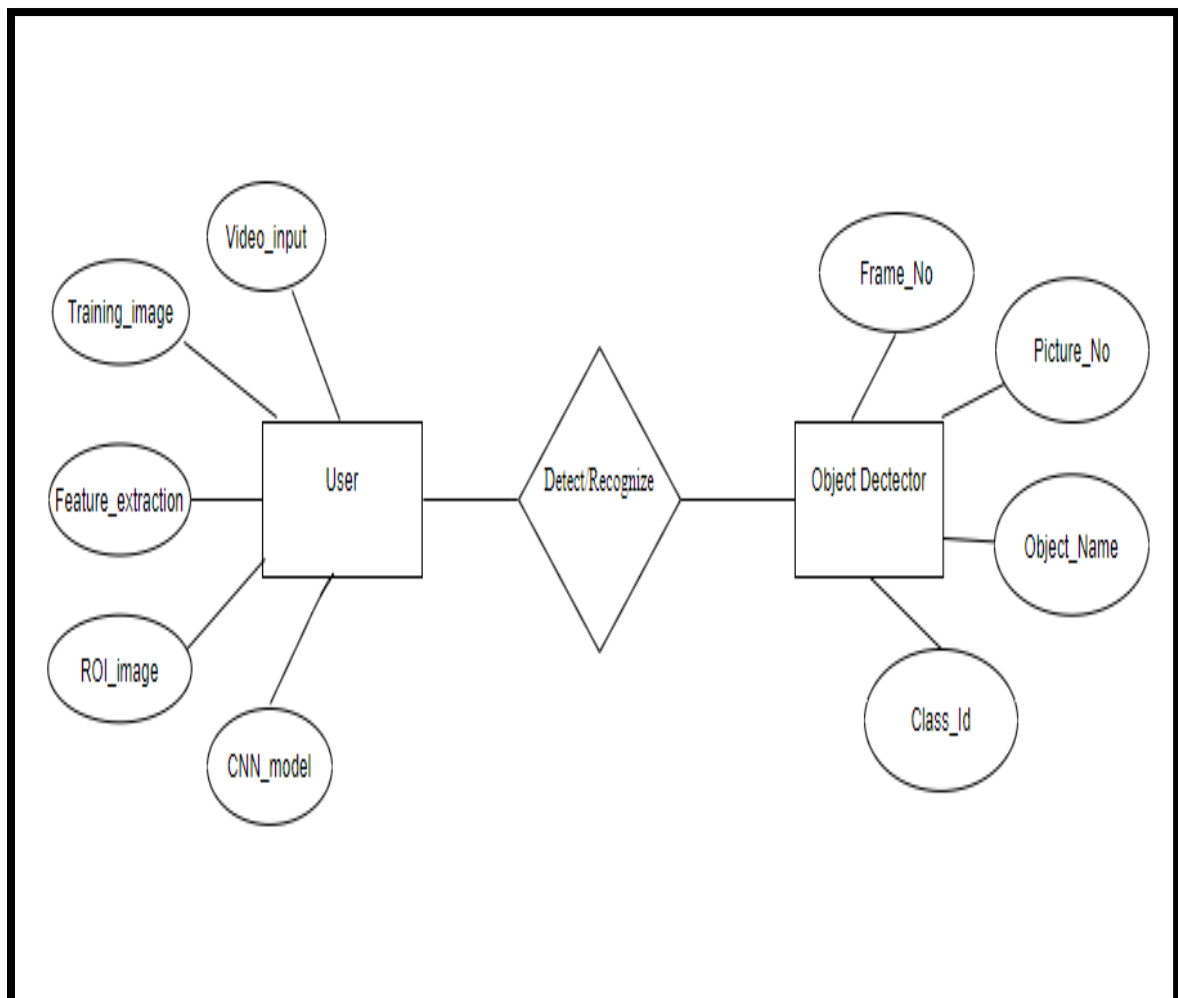 Video_input
Training_image
Feature_extraction
ROI_image
CNN_model
User
Detect/Recognize
Object Dectector
Frame_No
Picture_No
Object_Name
Class_Id